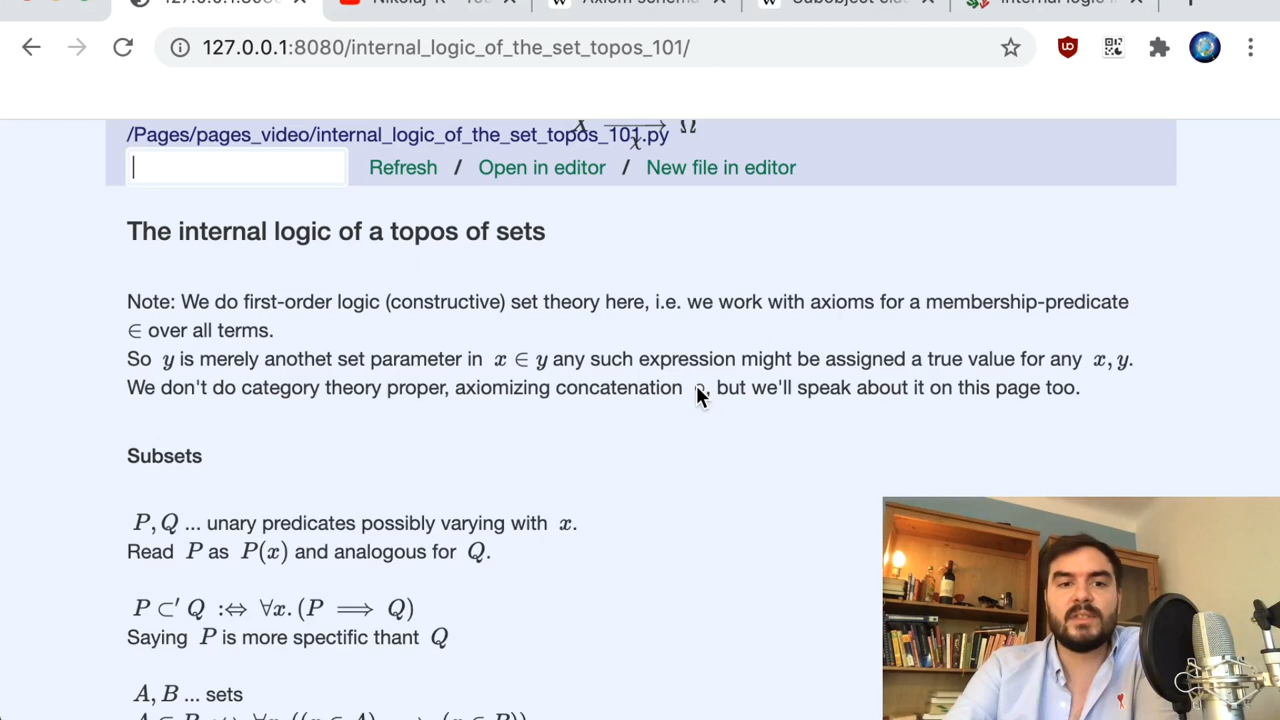 127.0.0.1:8080/internal_logic_of_the_set_topos_101/
/Pages/pages_video/internal_logic_of_the_set_topos_101.py
X → Ω
χ
Refresh / Open in editor / New file in editor
The internal logic of a topos of sets
Note: We do first-order logic (constructive) set theory here, i.e. we work with axioms for a membership-predicate
∈ over all terms.
So y is merely anothet set parameter in x ∈ y any such expression might be assigned a true value for any x, y.
We don't do category theory proper, axiomizing concatenation , but we'll speak about it on this page too.
Subsets
P, Q ... unary predicates possibly varying with x.
Read P as P(x) and analogous for Q.
P ⊂′ Q :⇔ ∀x. (P ⟹ Q)
Saying P is more spectific thant Q
A, B ... sets